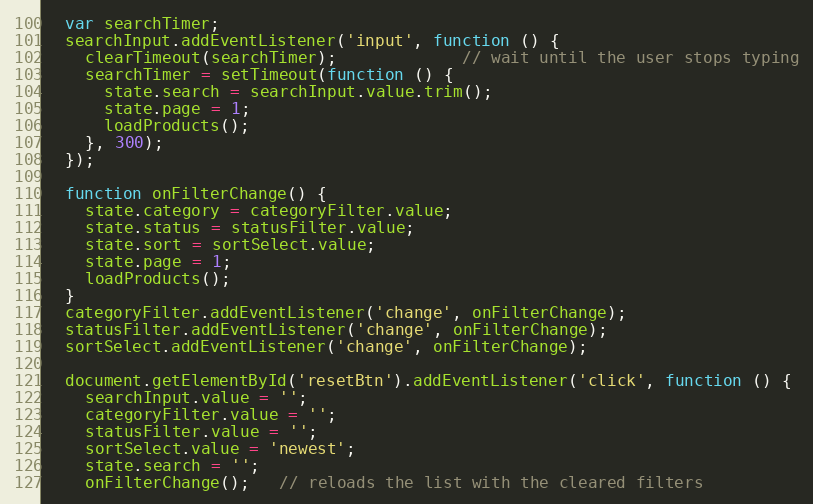 100 var searchTimer;
101 searchInput.addEventListener('input', function () {
102   clearTimeout(searchTimer);             // wait until the user stops typing
103   searchTimer = setTimeout(function () {
104     state.search = searchInput.value.trim();
105     state.page = 1;
106     loadProducts();
107   }, 300);
108 });
109
110 function onFilterChange() {
111   state.category = categoryFilter.value;
112   state.status = statusFilter.value;
113   state.sort = sortSelect.value;
114   state.page = 1;
115   loadProducts();
116 }
117 categoryFilter.addEventListener('change', onFilterChange);
118 statusFilter.addEventListener('change', onFilterChange);
119 sortSelect.addEventListener('change', onFilterChange);
120
121 document.getElementById('resetBtn').addEventListener('click', function () {
122   searchInput.value = '';
123   categoryFilter.value = '';
124   statusFilter.value = '';
125   sortSelect.value = 'newest';
126   state.search = '';
127   onFilterChange();   // reloads the list with the cleared filters